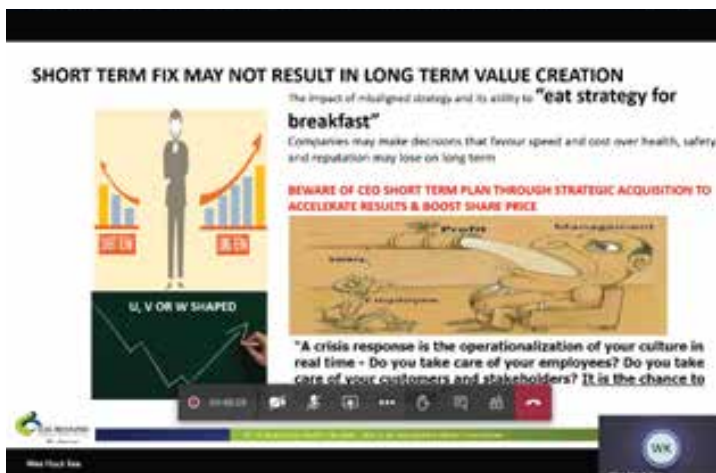 SHORT TERM FIX MAY NOT RESULT IN LONG TERM VALUE CREATION
The impact of misaligned strategy and its ability to "eat strategy for
breakfast"
Companies may make decisions that favour speed and cost over health, safety
and reputation may lose on long term
BEWARE OF CEO SHORT TERM PLAN THROUGH STRATEGIC ACQUISITION TO
ACCELERATE RESULTS & BOOST SHARE PRICE
Profit
Management
Employees
U, V OR W SHAPED
"A crisis response is the operationalization of your culture in
real time - Do you take care of your employees? Do you take
care of your customers and stakeholders? It is the chance to
WK